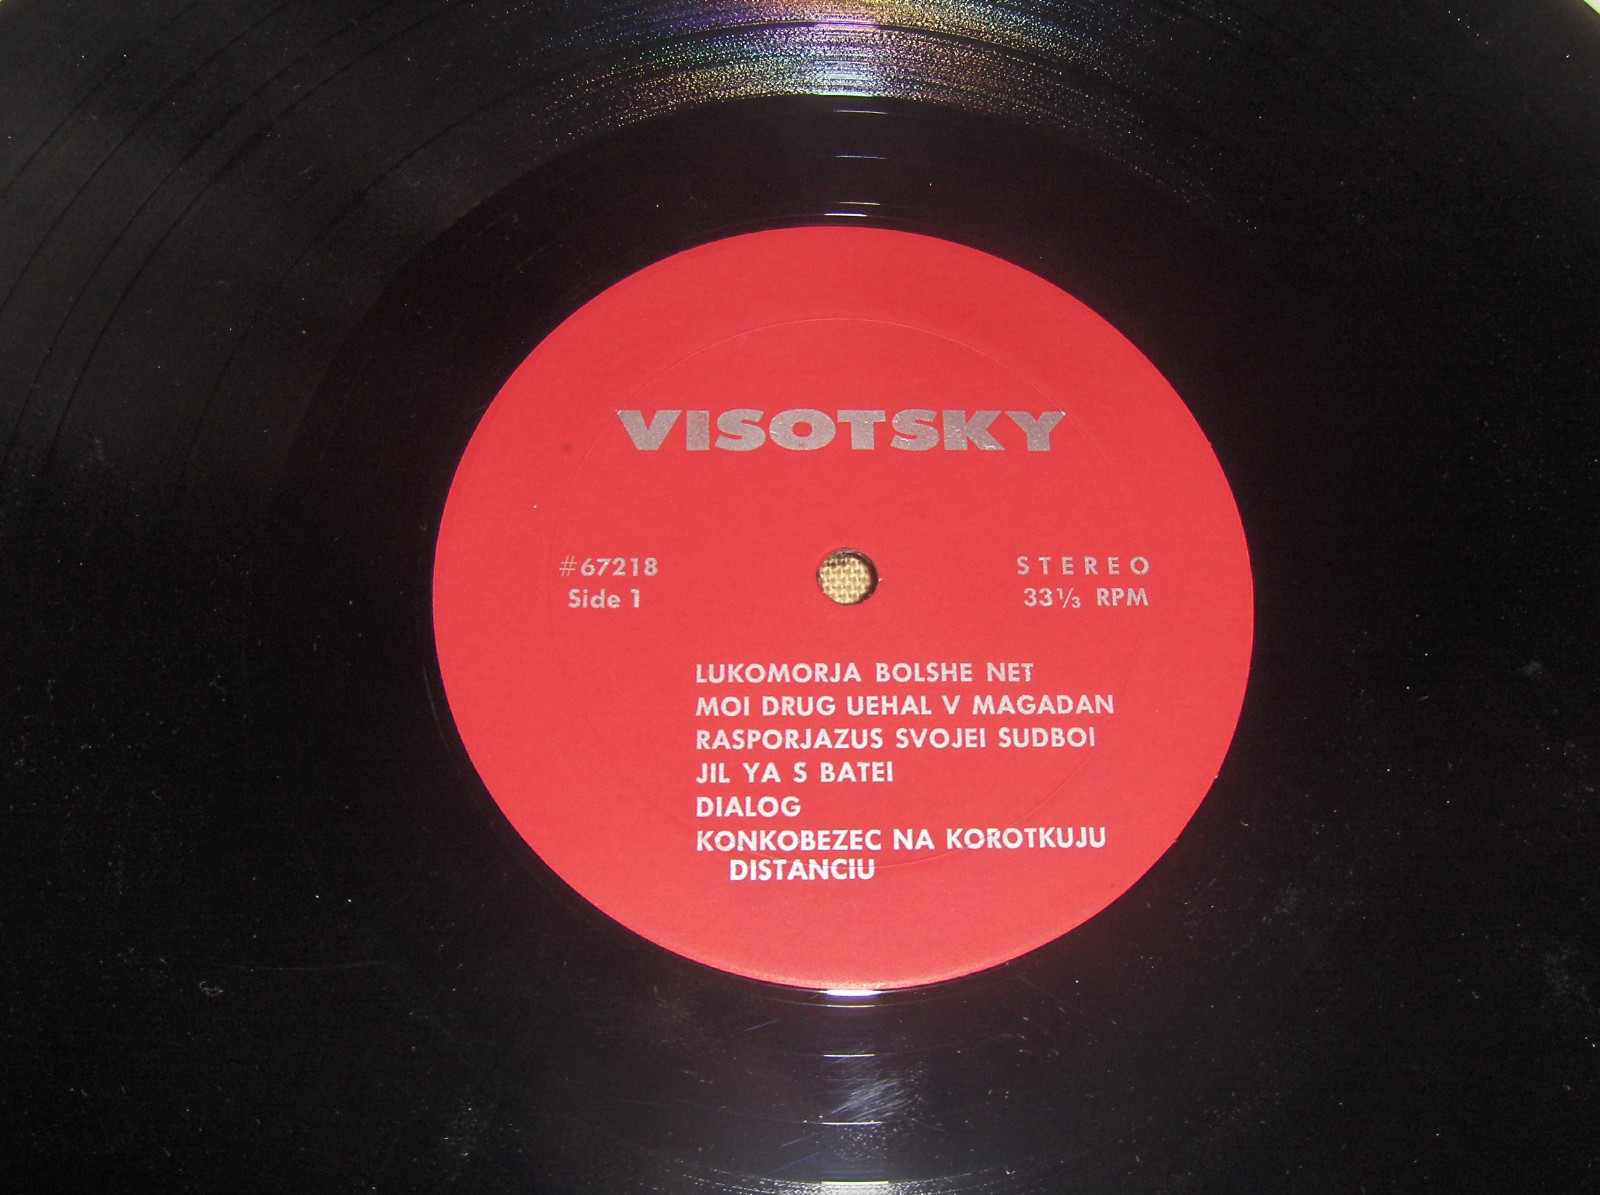 VISOTSKY
#67218
Side 1
STEREO
33⅓ RPM
LUKOMORJA BOLSHE NET
MOI DRUG UEHAL V MAGADAN
RASPORJAZUS SVOJEI SUDBOI
JIL YA S BATEI
DIALOG
KONKOBEZEC NA KOROTKUJU
DISTANCIU